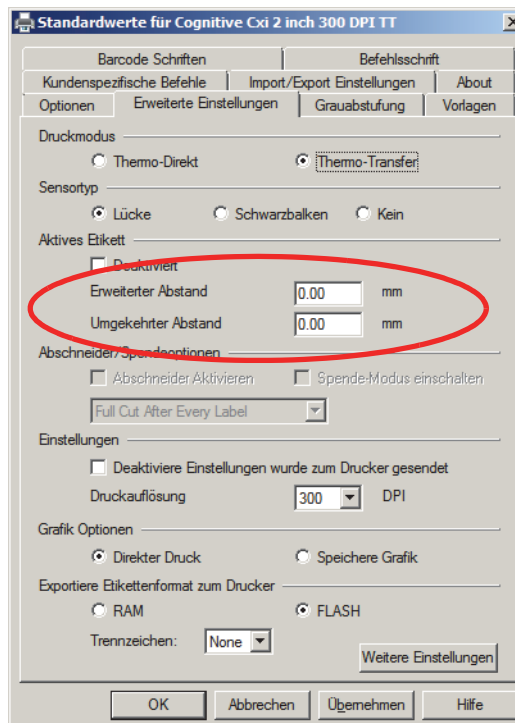 Standardwerte für Cognitive Cxi 2 inch 300 DPI TT
Barcode Schriften Befehlsschrift
Kundenspezifische Befehle Import/Export Einstellungen About
Optionen Erweiterte Einstellungen Grauabstufung Vorlagen
Druckmodus
Thermo-Direkt Thermo-Transfer
Sensortyp
Lücke Schwarzbalken Kein
Aktives Etikett
Deaktiviert
Erweiterter Abstand 0.00 mm
Umgekehrter Abstand 0.00 mm
Abschneider/Spendeoptionen
Abschneider Aktivieren Spende-Modus einschalten
Full Cut After Every Label
Einstellungen
Deaktiviere Einstellungen wurde zum Drucker gesendet
Druckauflösung 300 DPI
Grafik Optionen
Direkter Druck Speichere Grafik
Exportiere Etikettenformat zum Drucker
RAM FLASH
Trennzeichen: None
Weitere Einstellungen
OK Abbrechen Übernehmen Hilfe